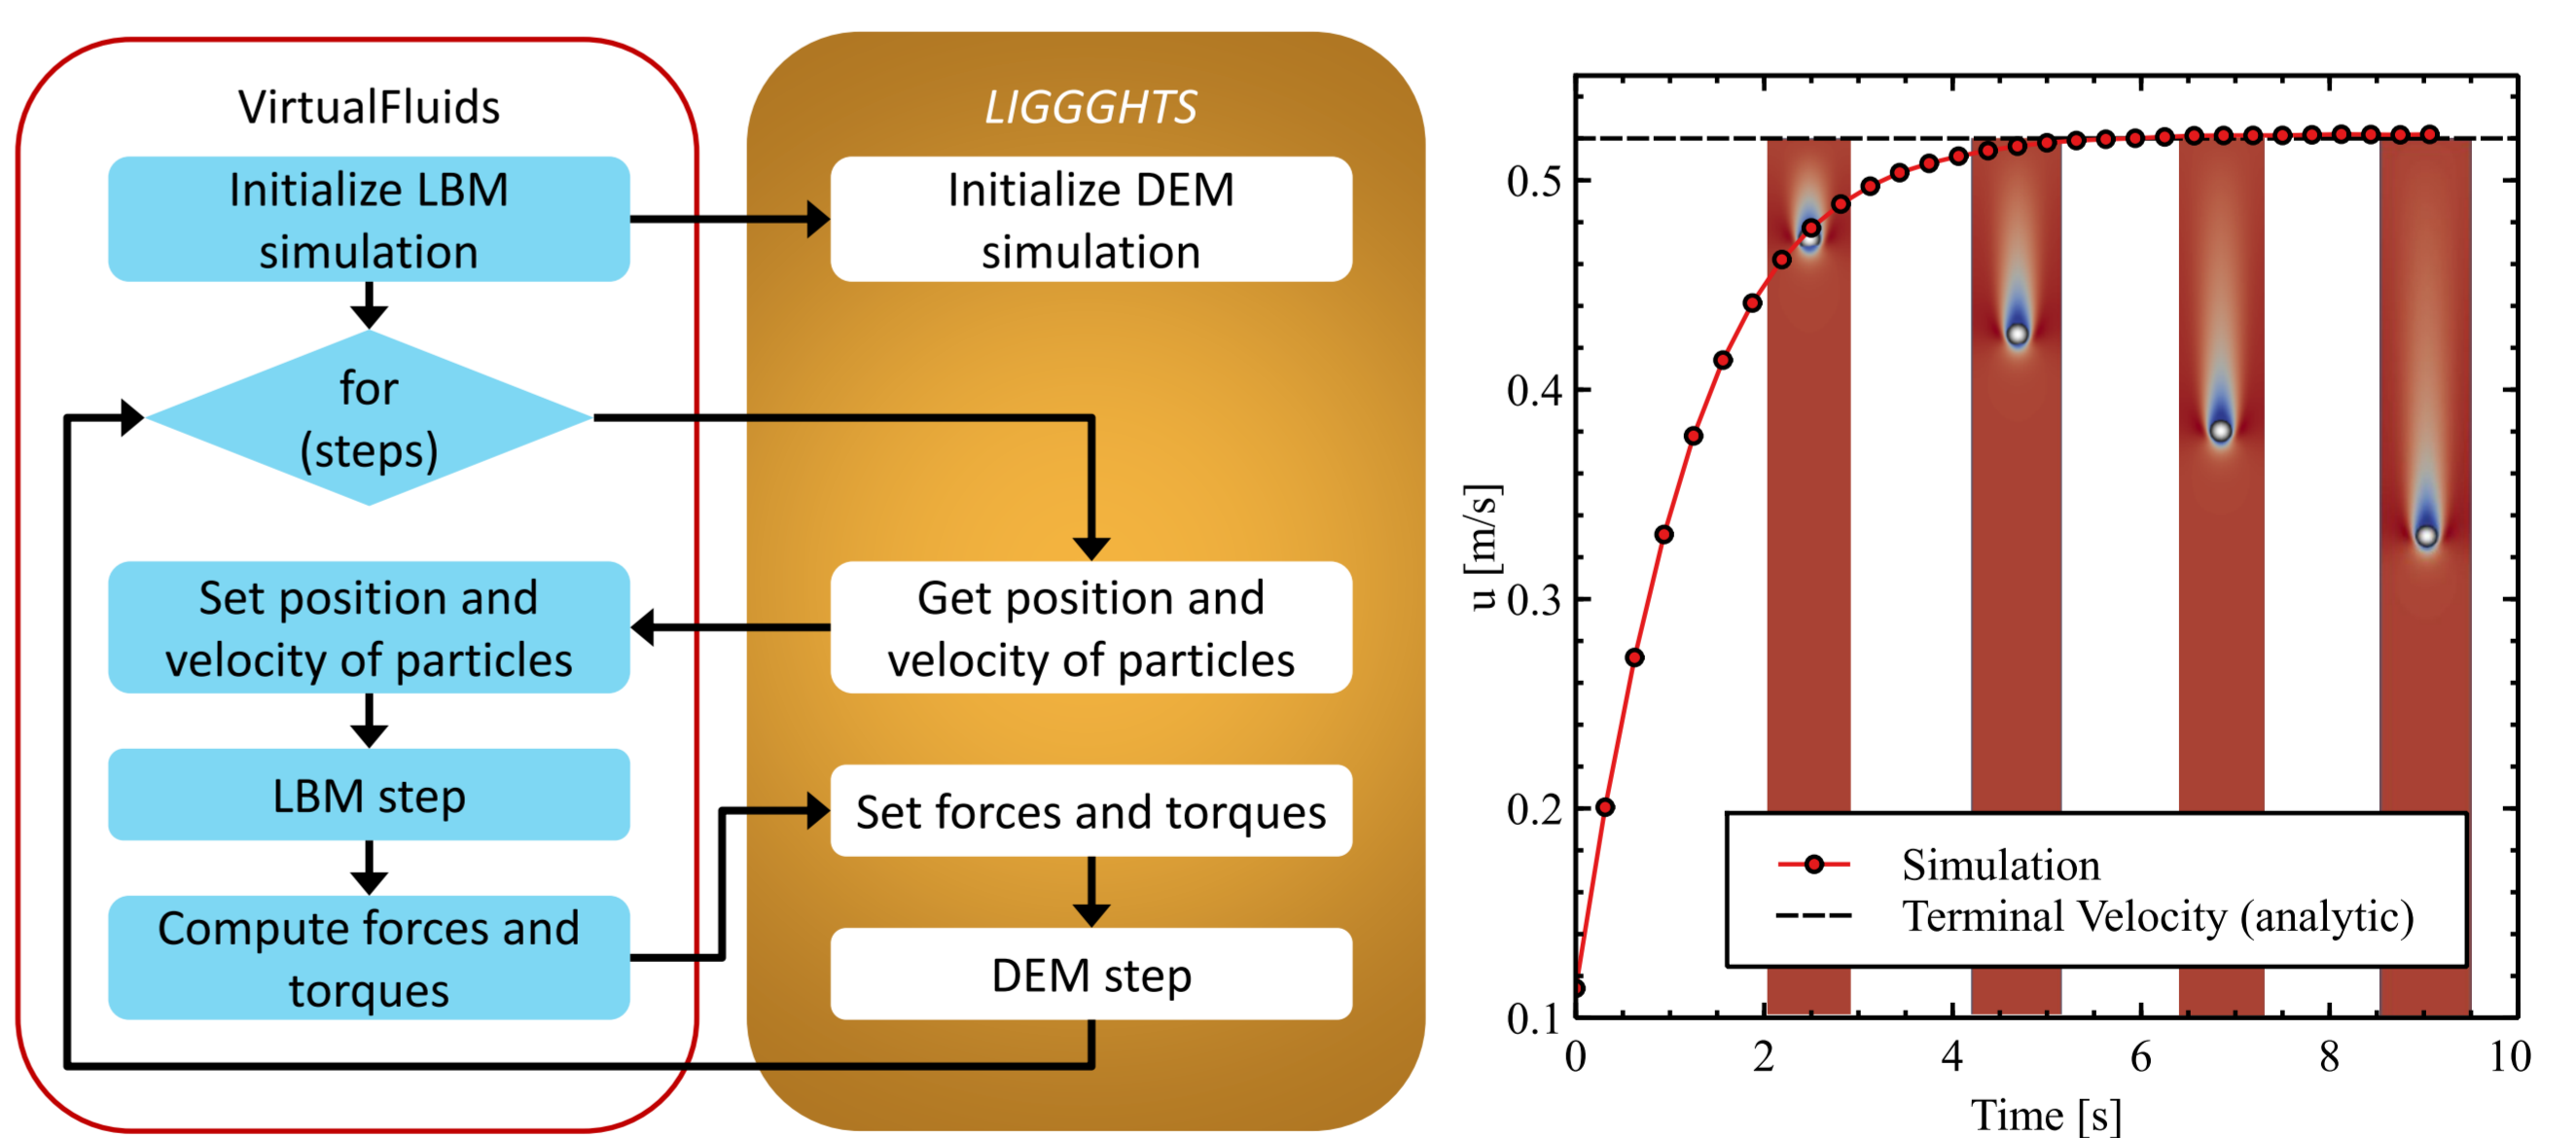 VirtualFluids
Initialize LBM
simulation
for
(steps)
Set position and
velocity of particles
LBM step
Compute forces and
torques
LIGGGHTS
Initialize DEM
simulation
Get position and
velocity of particles
Set forces and torques
DEM step
u [m/s]
0.5
0.4
0.3
0.2
0.1
Simulation
Terminal Velocity (analytic)
0 2 4 6 8 10
Time [s]